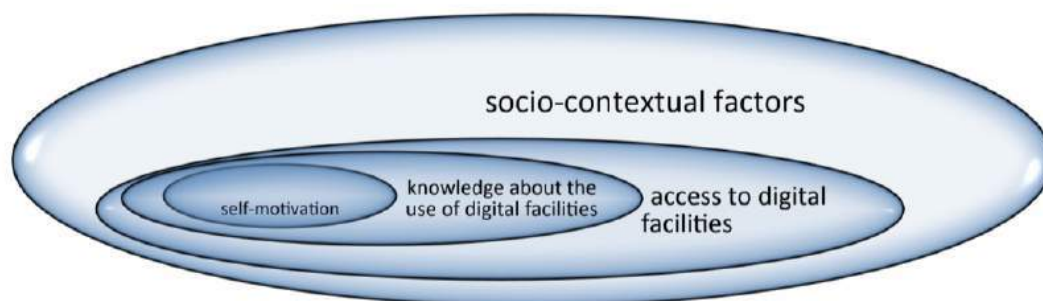 socio-contextual factors
knowledge about the
use of digital facilities
access to digital
facilities
self-motivation